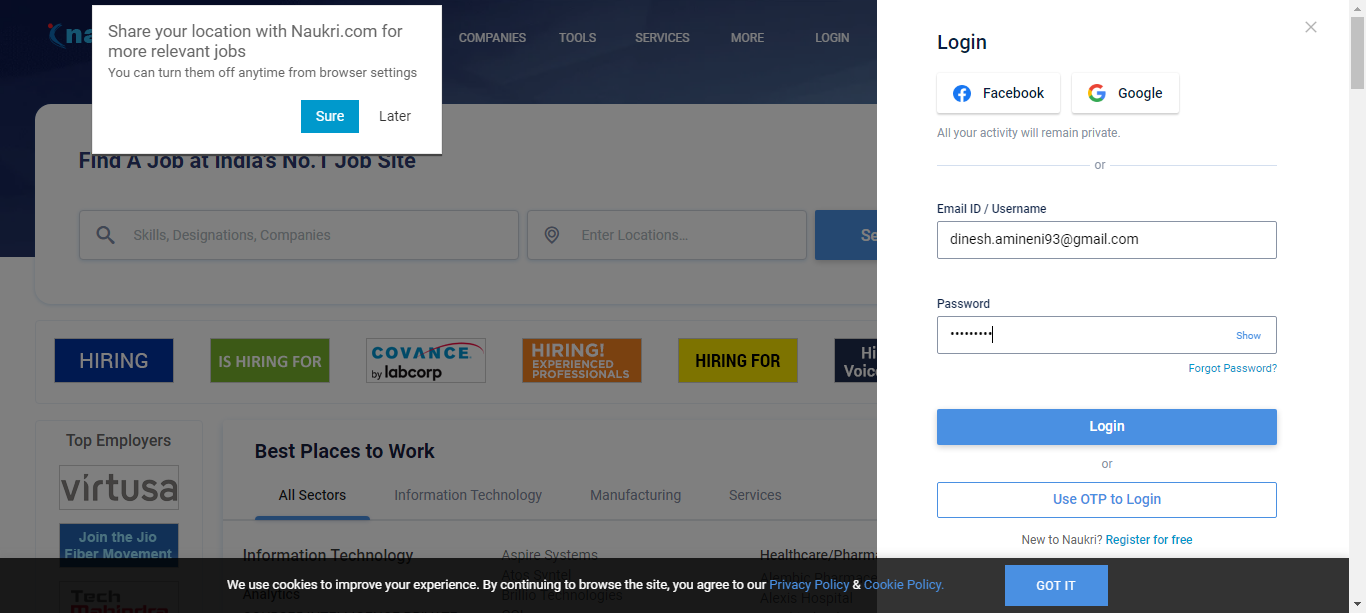 Share your location with Naukri.com for
more relevant jobs
You can turn them off anytime from browser settings
Sure
Later
COMPANIES
TOOLS
SERVICES
MORE
LOGIN
Find A Job at India's No.1 Job Site
Skills, Designations, Companies
Enter Locations...
HIRING
IS HIRING FOR
COVANCE
by labcorp
HIRING!
EXPERIENCED
PROFESSIONALS
HIRING FOR
Top Employers
virtusa
Join the Jio
Fiber Movement
Tech
Mahindra
Best Places to Work
All Sectors
Information Technology
Manufacturing
Services
Information Technology
Analytics
Aspire Systems
Atos Syntel
Brillio Technologies
Alexis Hospital
Login
Facebook
Google
All your activity will remain private.
or
Email ID / Username
dinesh.amineni93@gmail.com
Password
•••••••••
Show
Forgot Password?
Login
or
Use OTP to Login
New to Naukri? Register for free
We use cookies to improve your experience. By continuing to browse the site, you agree to our Privacy Policy & Cookie Policy.
GOT IT